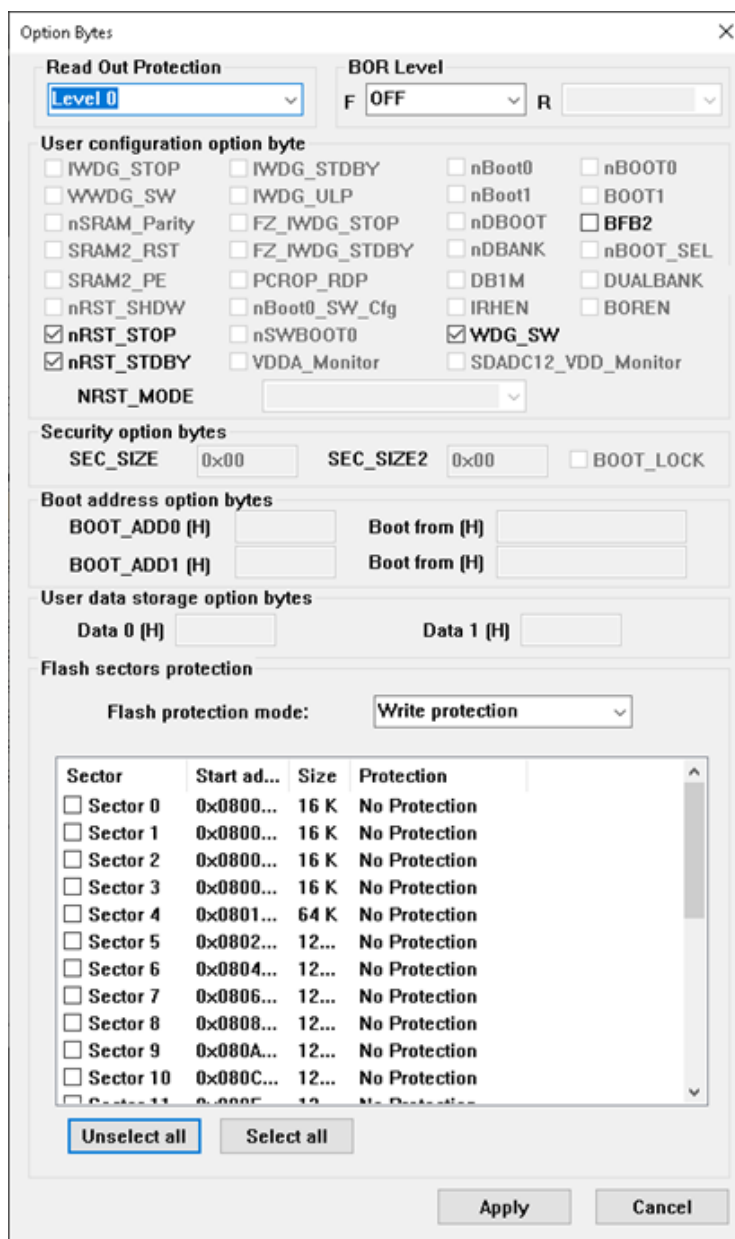 Option Bytes
Read Out Protection BOR Level
Level 0 F OFF R
User configuration option byte
IWDG_STOP IWDG_STDBY nBoot0 nBOOT0
WWDG_SW IWDG_ULP nBoot1 BOOT1
nSRAM_Parity FZ_IWDG_STOP nDBOOT BFB2
SRAM2_RST FZ_IWDG_STDBY nDBANK nBOOT_SEL
SRAM2_PE PCROP_RDP DB1M DUALBANK
nRST_SHDW nBoot0_SW_Cfg IRHEN BOREN
nRST_STOP nSWBOOT0 WDG_SW
nRST_STDBY VDDA_Monitor SDADC12_VDD_Monitor
NRST_MODE
Security option bytes
SEC_SIZE 0x00 SEC_SIZE2 0x00 BOOT_LOCK
Boot address option bytes
BOOT_ADD0 (H) Boot from (H)
BOOT_ADD1 (H) Boot from (H)
User data storage option bytes
Data 0 (H) Data 1 (H)
Flash sectors protection
Flash protection mode: Write protection
Sector Start ad... Size Protection
Sector 0 0x0800... 16 K No Protection
Sector 1 0x0800... 16 K No Protection
Sector 2 0x0800... 16 K No Protection
Sector 3 0x0800... 16 K No Protection
Sector 4 0x0801... 64 K No Protection
Sector 5 0x0802... 12... No Protection
Sector 6 0x0804... 12... No Protection
Sector 7 0x0806... 12... No Protection
Sector 8 0x0808... 12... No Protection
Sector 9 0x080A... 12... No Protection
Sector 10 0x080C... 12... No Protection
Unselect all Select all
Apply Cancel